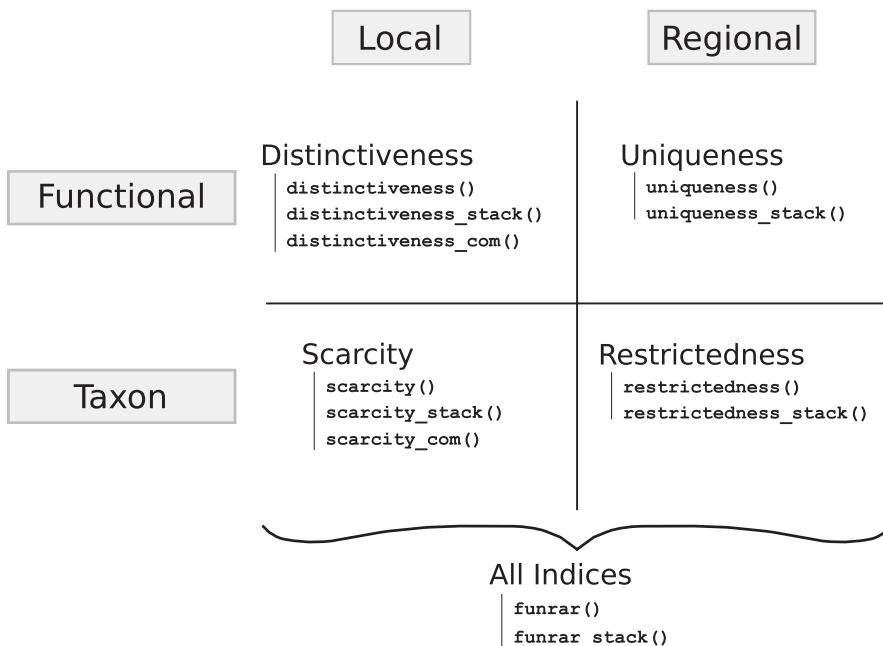 Local
Regional
Functional
Distinctiveness
distinctiveness()
distinctiveness_stack()
distinctiveness_com()
Uniqueness
uniqueness()
uniqueness_stack()
Taxon
Scarcity
scarcity()
scarcity_stack()
scarcity_com()
Restrictedness
restrictedness()
restrictedness_stack()
All Indices
funrar()
funrar stack()